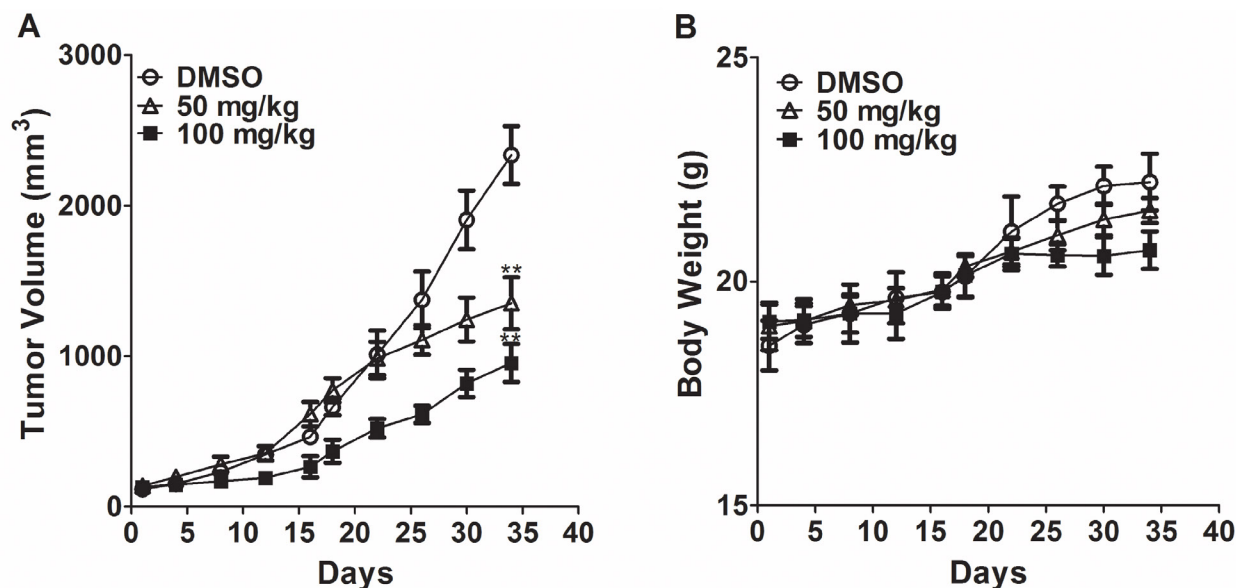 A
3000
2000
1000
0
Tumor Volume (mm³)
DMSO
50 mg/kg
100 mg/kg
**
**
0 5 10 15 20 25 30 35 40
Days
B
25
20
15
Body Weight (g)
DMSO
50 mg/kg
100 mg/kg
0 5 10 15 20 25 30 35 40
Days